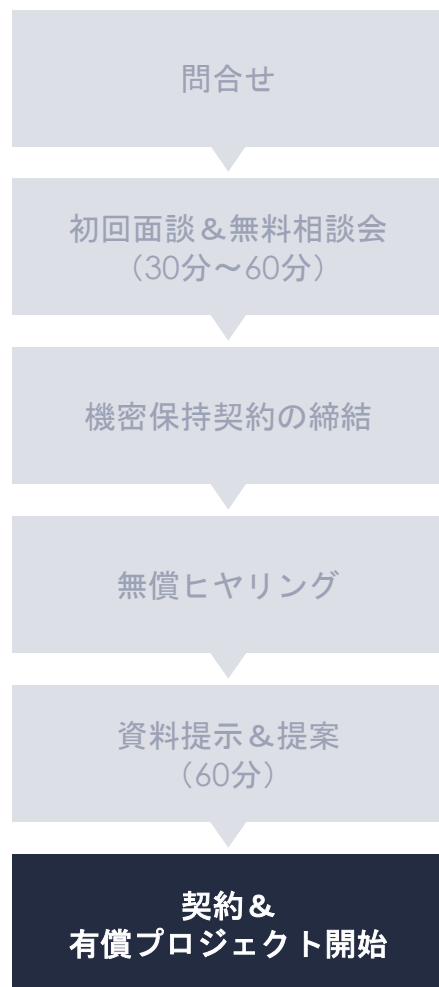 問合せ
初回面談＆無料相談会
（30分〜60分）
機密保持契約の締結
無償ヒヤリング
資料提示＆提案
（60分）
契約＆
有償プロジェクト開始